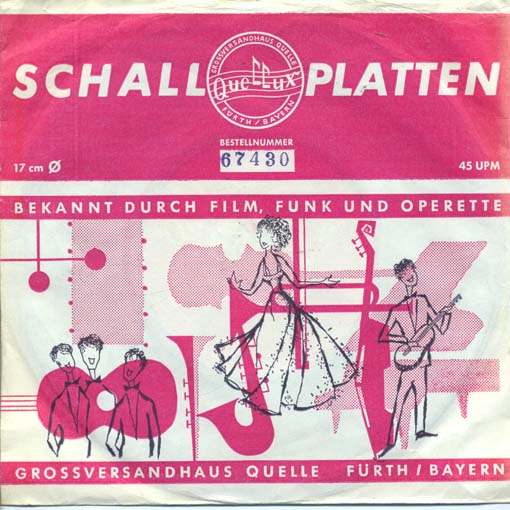 GROSSVERSANDHAUS QUELLE
SCHALL QuelLux PLATTEN
FÜRTH / BAYERN
BESTELLNUMMER
67430
17 cm Ø 45 UPM
BEKANNT DURCH FILM, FUNK UND OPERETTE
GROSSVERSANDHAUS QUELLE FÜRTH / BAYERN